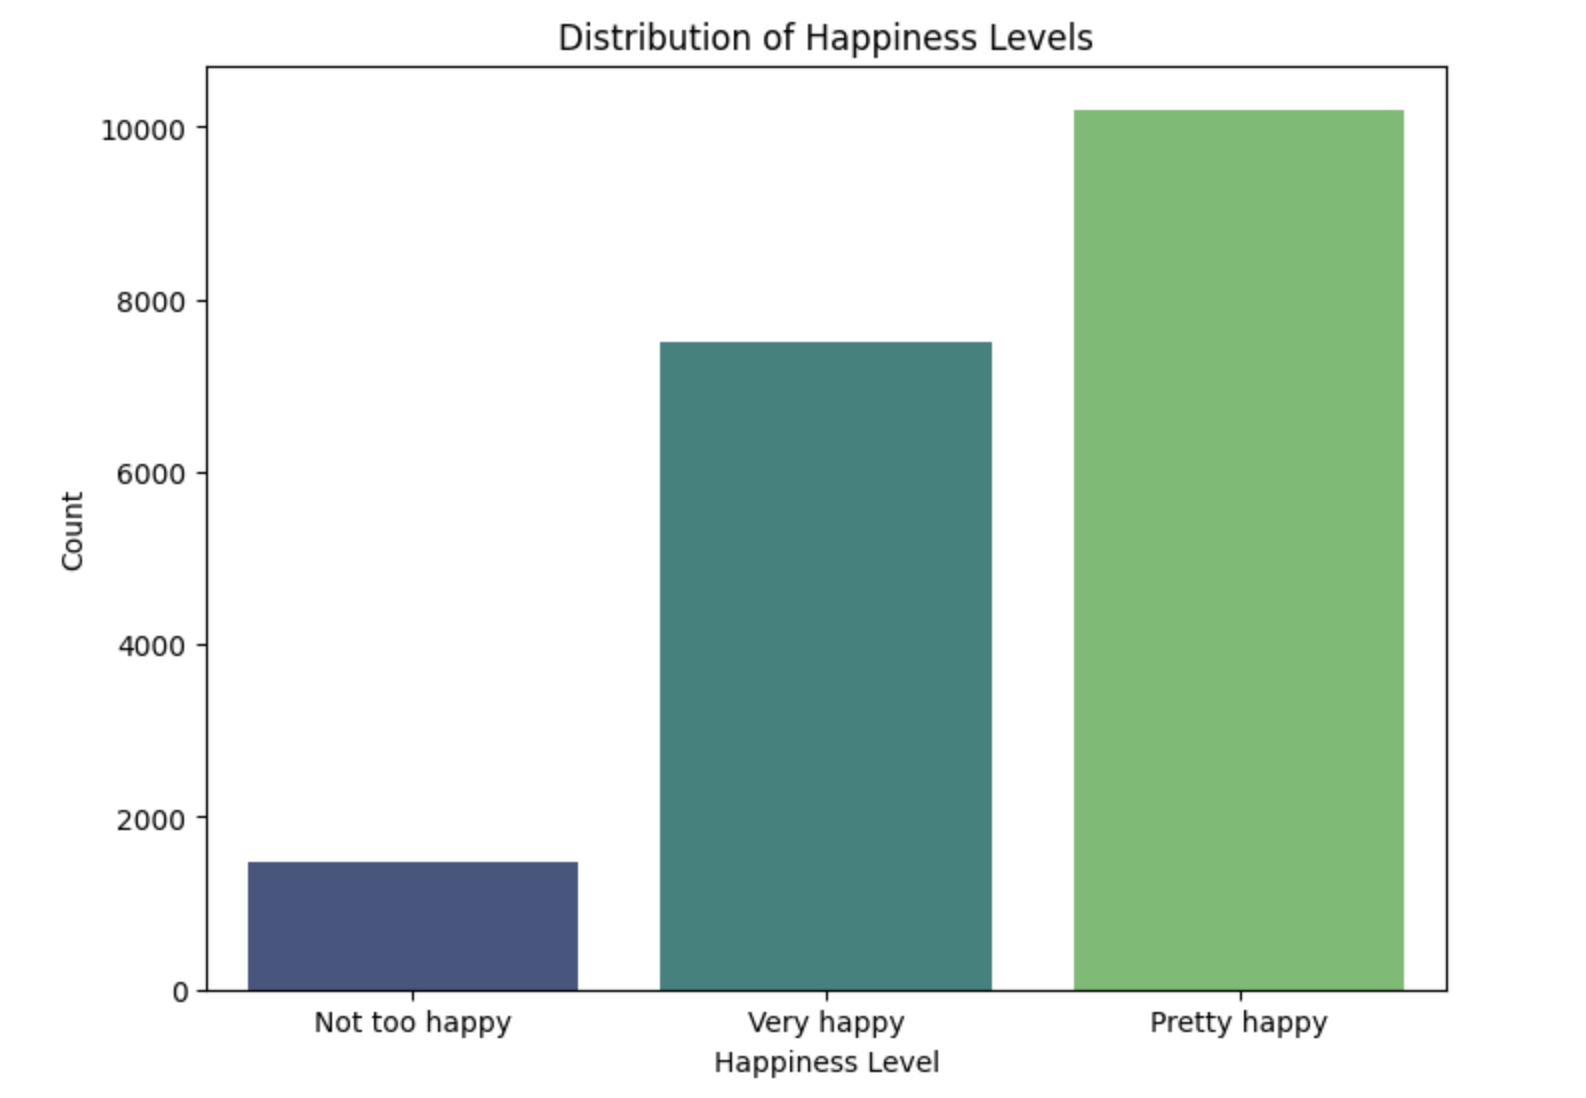 Distribution of Happiness Levels
10000
8000
6000
4000
2000
0
Count
Not too happy Very happy Pretty happy
Happiness Level